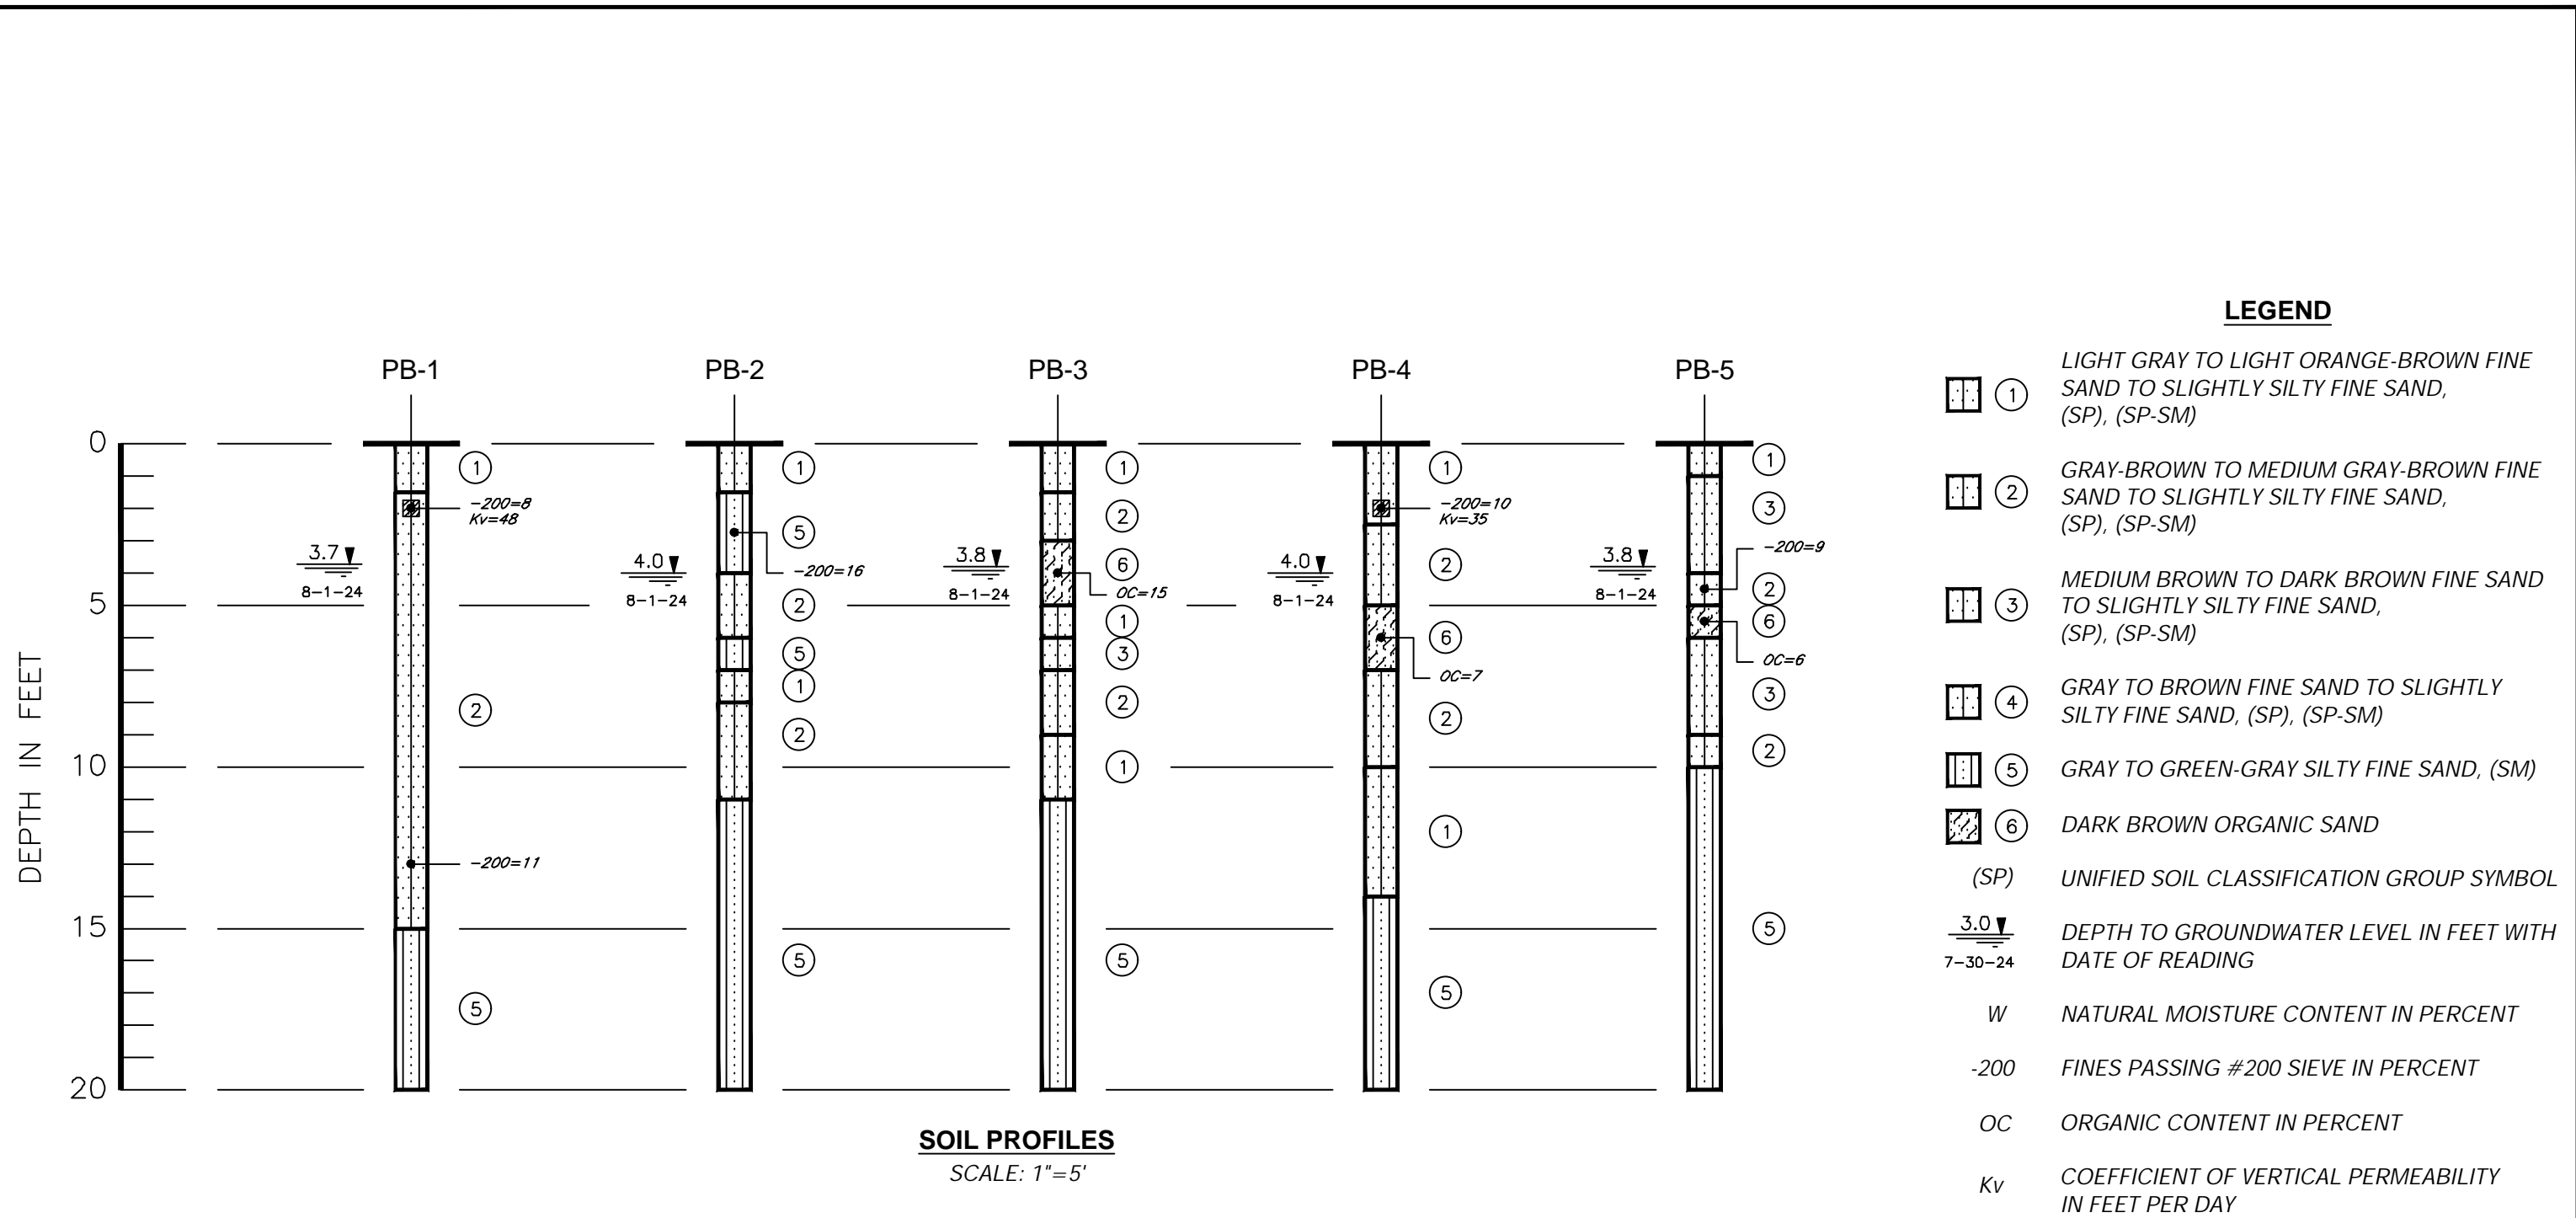 PB-1
PB-2
PB-3
PB-4
PB-5
DEPTH IN FEET
0
5
10
15
20
1
-200=8
Kv=48
3.7
8-1-24
2
-200=11
5
1
5
-200=16
4.0
8-1-24
2
5
1
2
5
1
2
3.8
8-1-24
6
OC=15
1
3
2
1
5
1
-200=10
Kv=35
4.0
8-1-24
2
6
OC=7
2
1
5
1
3
3.8
8-1-24
-200=9
2
6
OC=6
3
2
5
SOIL PROFILES
SCALE: 1"=5'
LEGEND
1 LIGHT GRAY TO LIGHT ORANGE-BROWN FINE
SAND TO SLIGHTLY SILTY FINE SAND,
(SP), (SP-SM)
2 GRAY-BROWN TO MEDIUM GRAY-BROWN FINE
SAND TO SLIGHTLY SILTY FINE SAND,
(SP), (SP-SM)
3 MEDIUM BROWN TO DARK BROWN FINE SAND
TO SLIGHTLY SILTY FINE SAND,
(SP), (SP-SM)
4 GRAY TO BROWN FINE SAND TO SLIGHTLY
SILTY FINE SAND, (SP), (SP-SM)
5 GRAY TO GREEN-GRAY SILTY FINE SAND, (SM)
6 DARK BROWN ORGANIC SAND
(SP) UNIFIED SOIL CLASSIFICATION GROUP SYMBOL
3.0 DEPTH TO GROUNDWATER LEVEL IN FEET WITH
7-30-24 DATE OF READING
W NATURAL MOISTURE CONTENT IN PERCENT
-200 FINES PASSING #200 SIEVE IN PERCENT
OC ORGANIC CONTENT IN PERCENT
Kv COEFFICIENT OF VERTICAL PERMEABILITY
IN FEET PER DAY